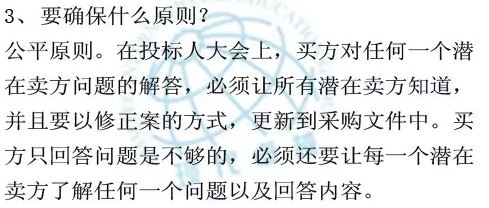 3、要确保什么原则？
公平原则。在投标人大会上，买方对任何一个潜
在卖方问题的解答，必须让所有潜在卖方知道，
并且要以修正案的方式，更新到采购文件中。买
方只回答问题是不够的，必须还要让每一个潜在
卖方了解任何一个问题以及回答内容。